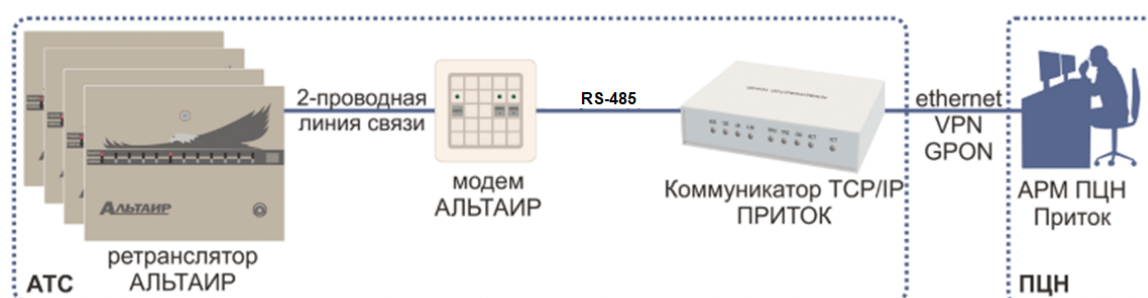 АЛЬТАИР
ретранслятор
АЛЬТАИР
АТС
2-проводная
линия связи
модем
АЛЬТАИР
RS-485
Коммуникатор TCP/IP
ПРИТОК
ethernet
VPN
GPON
АРМ ПЦН
Приток
ПЦН